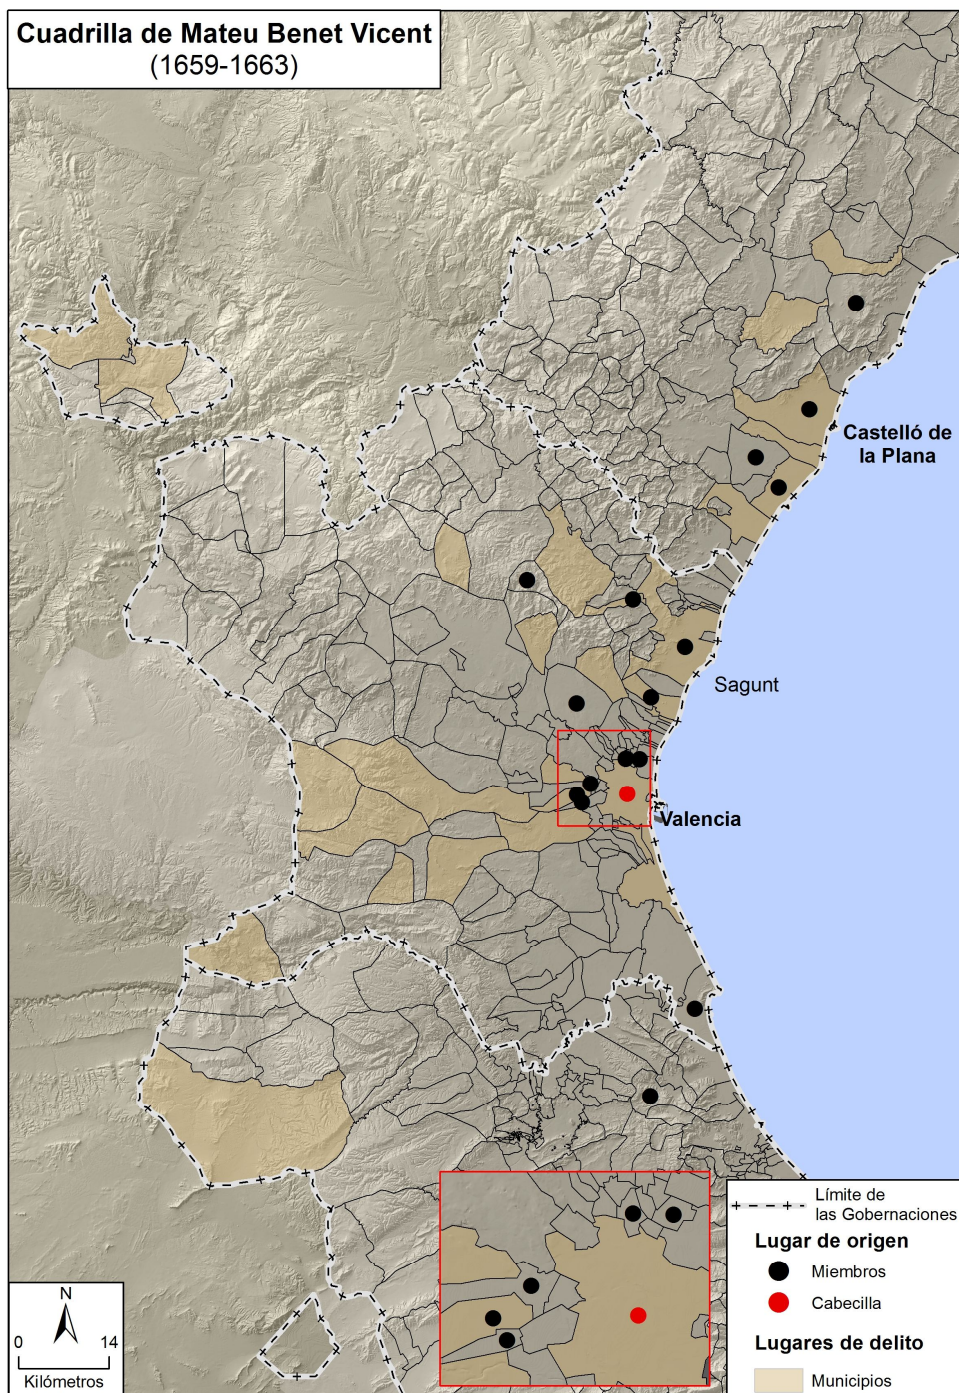 Cuadrilla de Mateu Benet Vicent
(1659-1663)
Castelló de
la Plana
Sagunt
Valencia
N
0 14
Kilómetros
Límite de
las Gobernaciones
Lugar de origen
Miembros
Cabecilla
Lugares de delito
Municipios